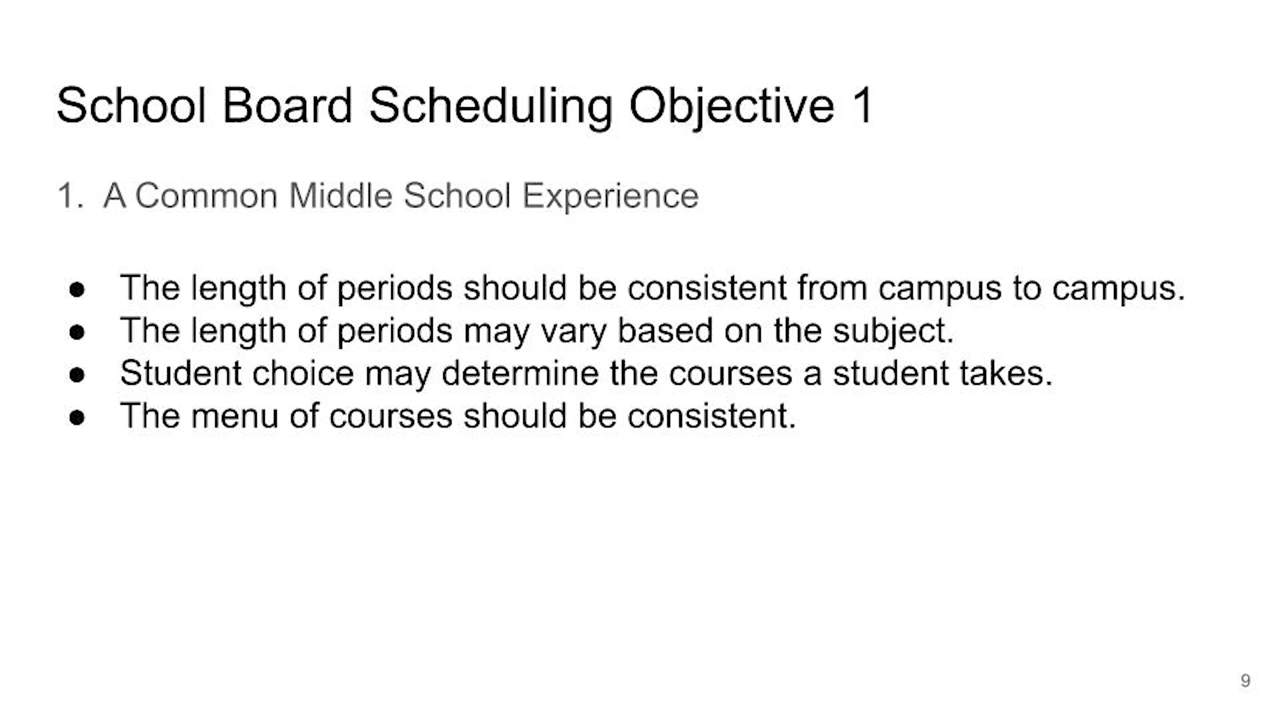 School Board Scheduling Objective 1
1. A Common Middle School Experience
● The length of periods should be consistent from campus to campus.
● The length of periods may vary based on the subject.
● Student choice may determine the courses a student takes.
● The menu of courses should be consistent.
9